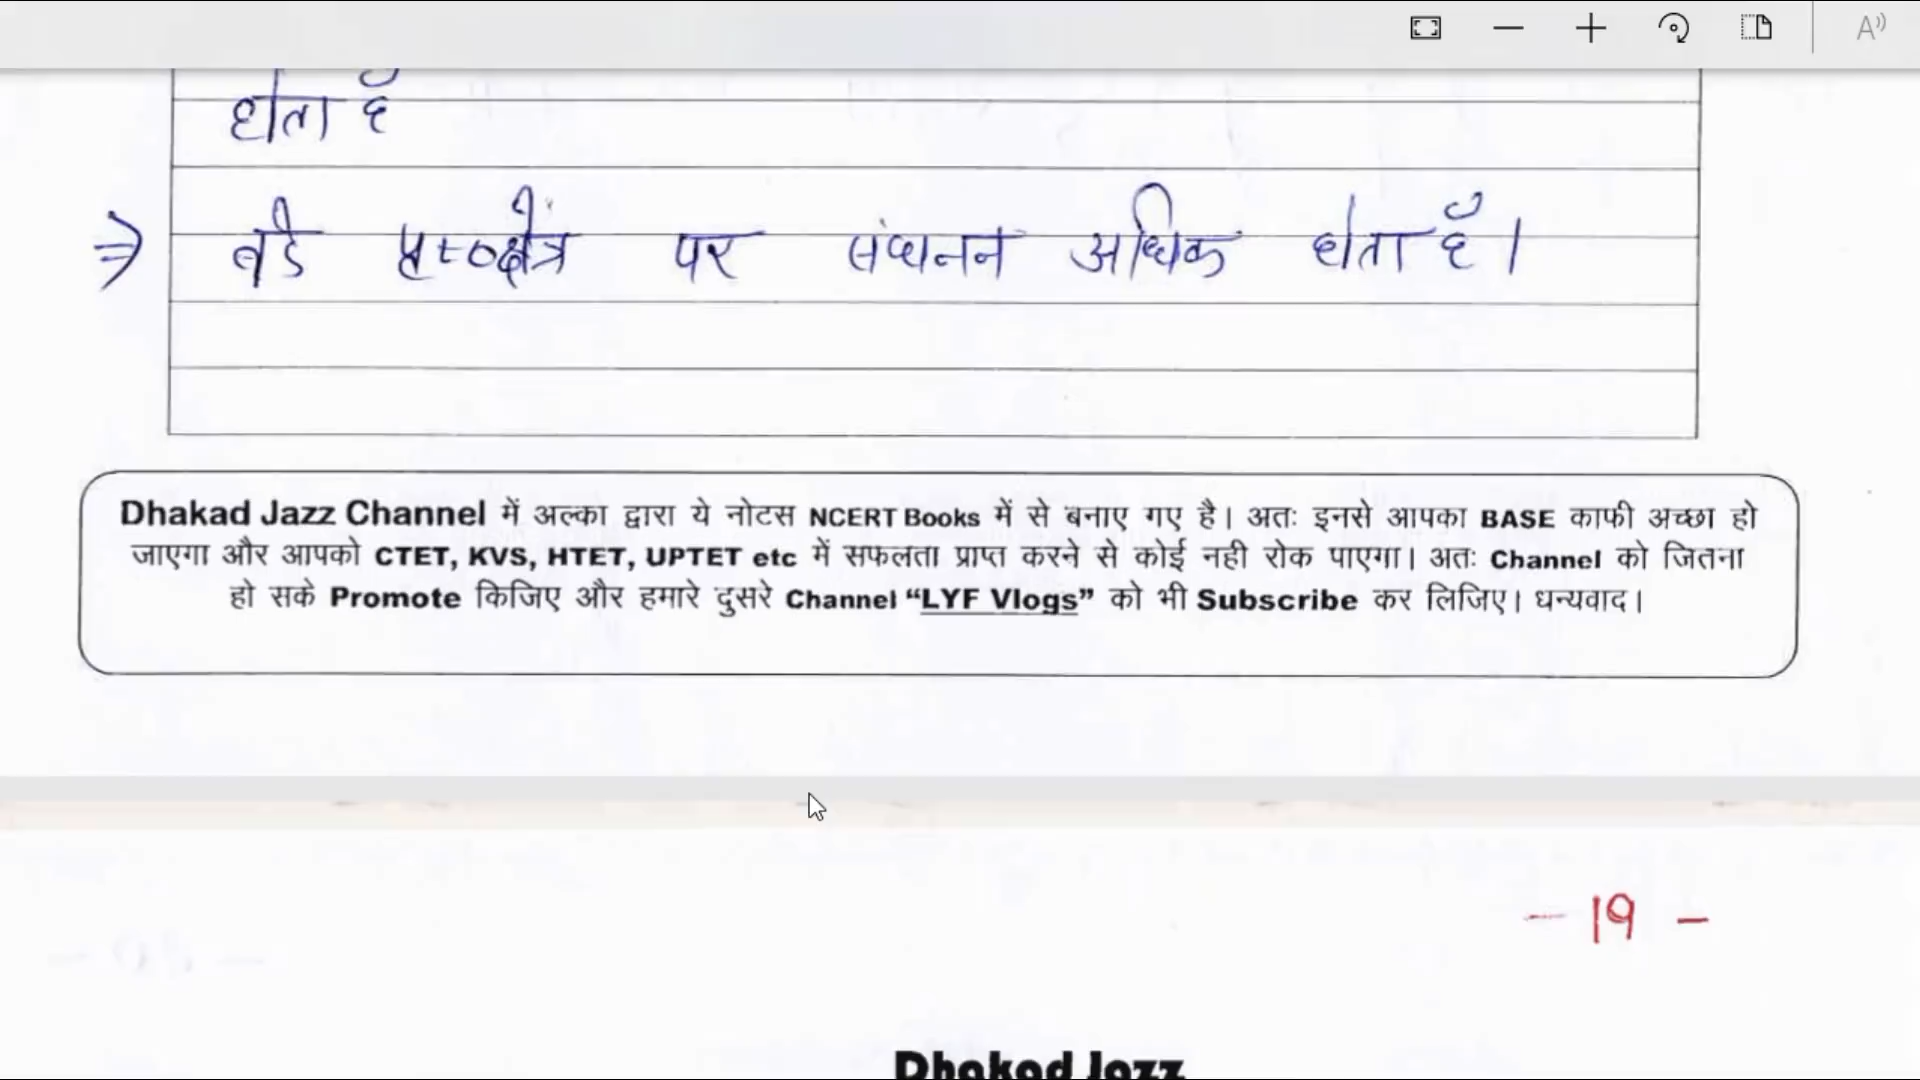 होता है
⇒ बडे पृ०क्षेत्र पर संघनन अधिक होता है।
Dhakad Jazz Channel में अल्का द्वारा ये नोटस NCERT Books में से बनाए गए है। अतः इनसे आपका BASE काफी अच्छा हो
जाएगा और आपको CTET, KVS, HTET, UPTET etc में सफलता प्राप्त करने से कोई नही रोक पाएगा। अतः Channel को जितना
हो सके Promote किजिए और हमारे दुसरे Channel “LYF Vlogs” को भी Subscribe कर लिजिए। धन्यवाद।
- 19 -
Dhakad Jazz